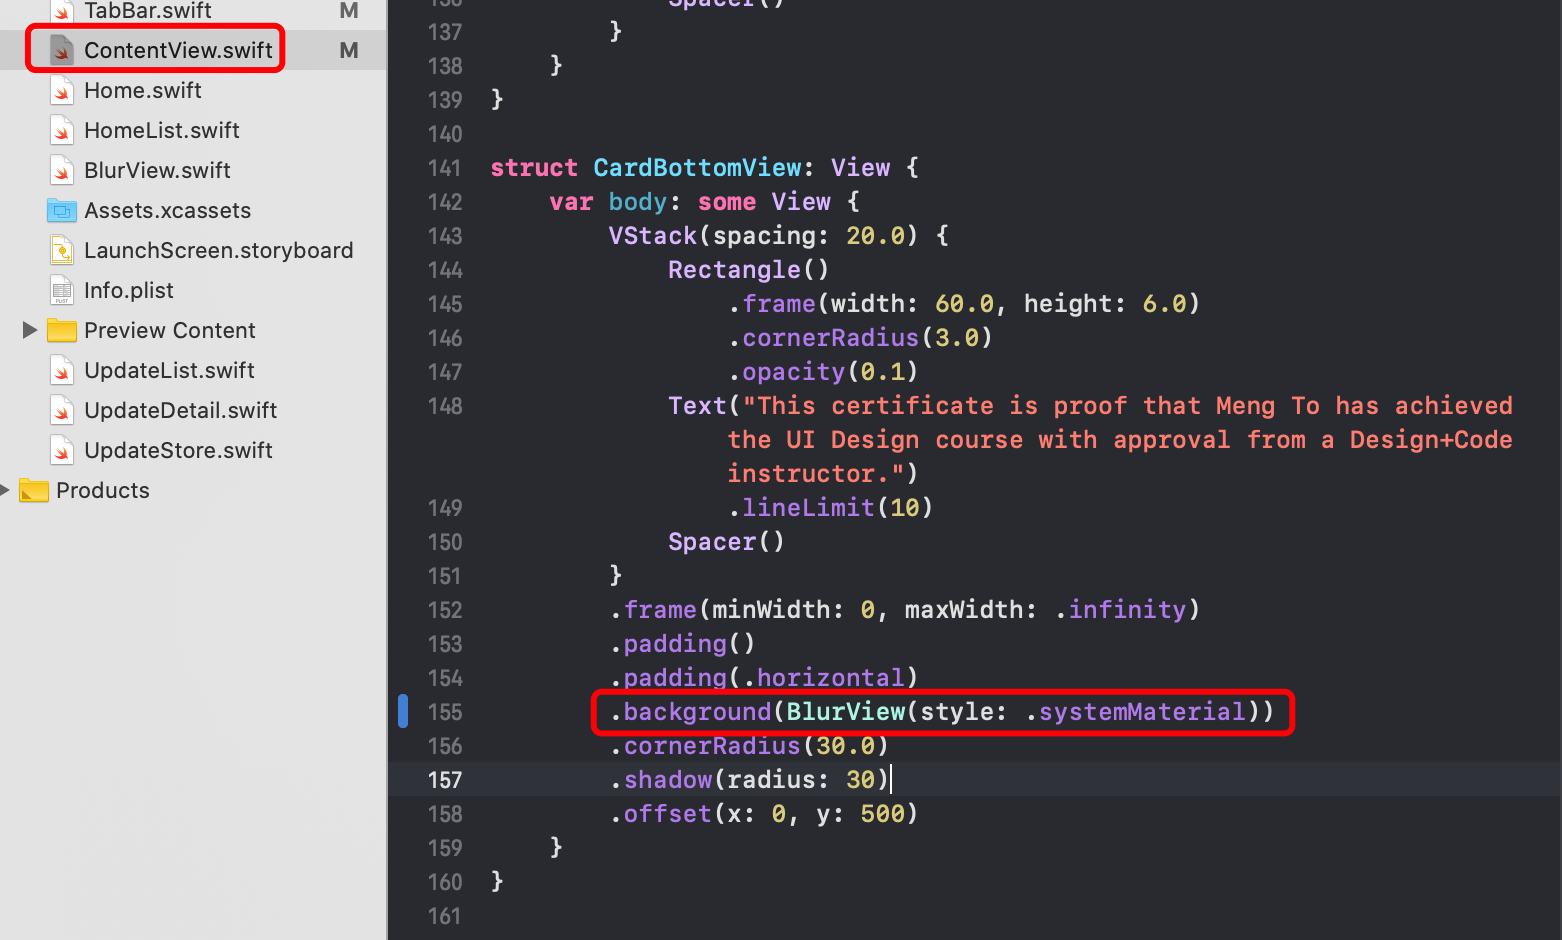 TabBar.swift M
ContentView.swift M
Home.swift
HomeList.swift
BlurView.swift
Assets.xcassets
LaunchScreen.storyboard
Info.plist
Preview Content
UpdateList.swift
UpdateDetail.swift
UpdateStore.swift
Products
136 Spacer()
137 }
138 }
139 }
140
141 struct CardBottomView: View {
142 var body: some View {
143 VStack(spacing: 20.0) {
144 Rectangle()
145 .frame(width: 60.0, height: 6.0)
146 .cornerRadius(3.0)
147 .opacity(0.1)
148 Text("This certificate is proof that Meng To has achieved
the UI Design course with approval from a Design+Code
instructor.")
149 .lineLimit(10)
150 Spacer()
151 }
152 .frame(minWidth: 0, maxWidth: .infinity)
153 .padding()
154 .padding(.horizontal)
155 .background(BlurView(style: .systemMaterial))
156 .cornerRadius(30.0)
157 .shadow(radius: 30)
158 .offset(x: 0, y: 500)
159 }
160 }
161